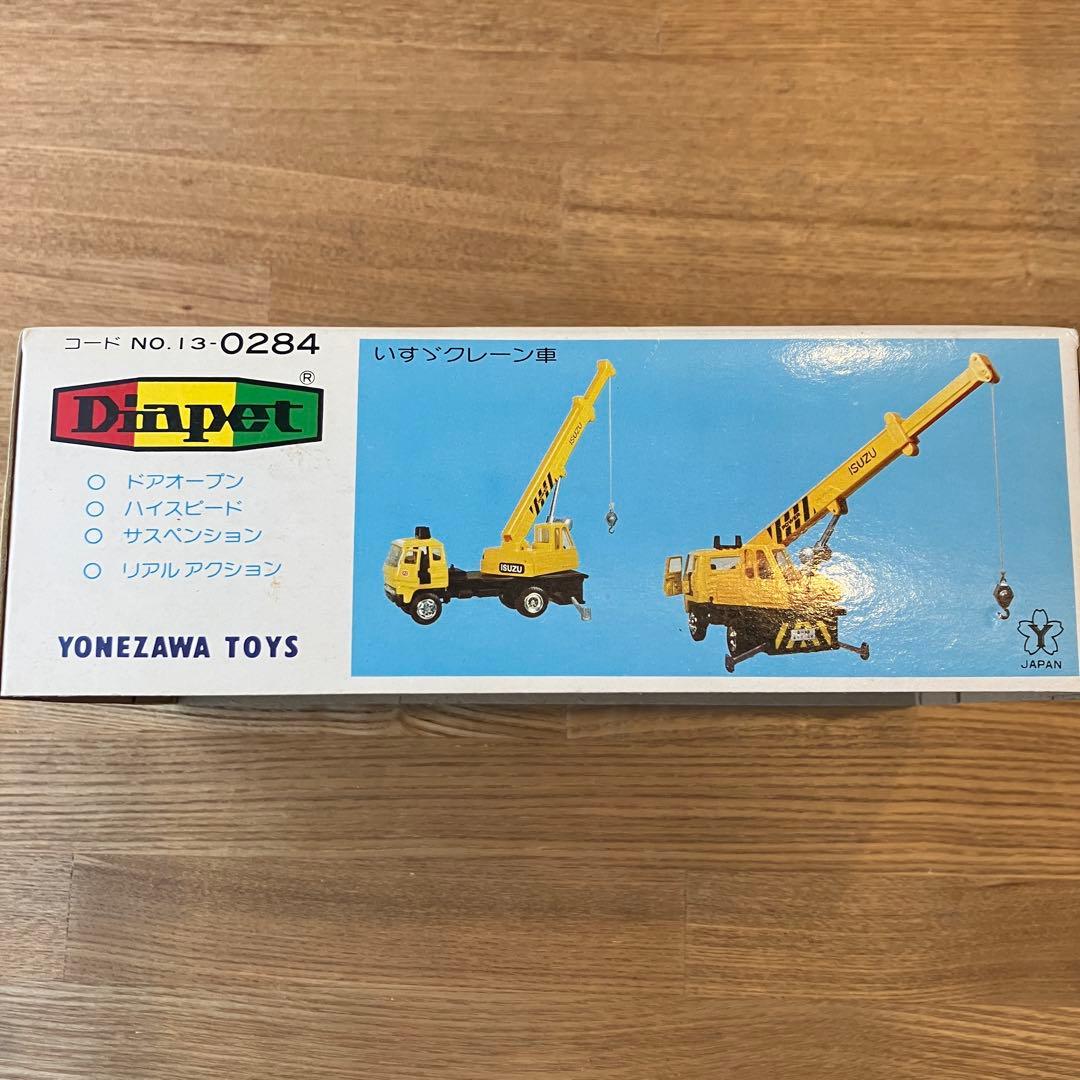 コード NO.13-0284
Diapet ®
○ ドアオープン
○ ハイスピード
○ サスペンション
○ リアルアクション
YONEZAWA TOYS
いすゞクレーン車
ISUZU
ISUZU
ISUZU
Y
JAPAN